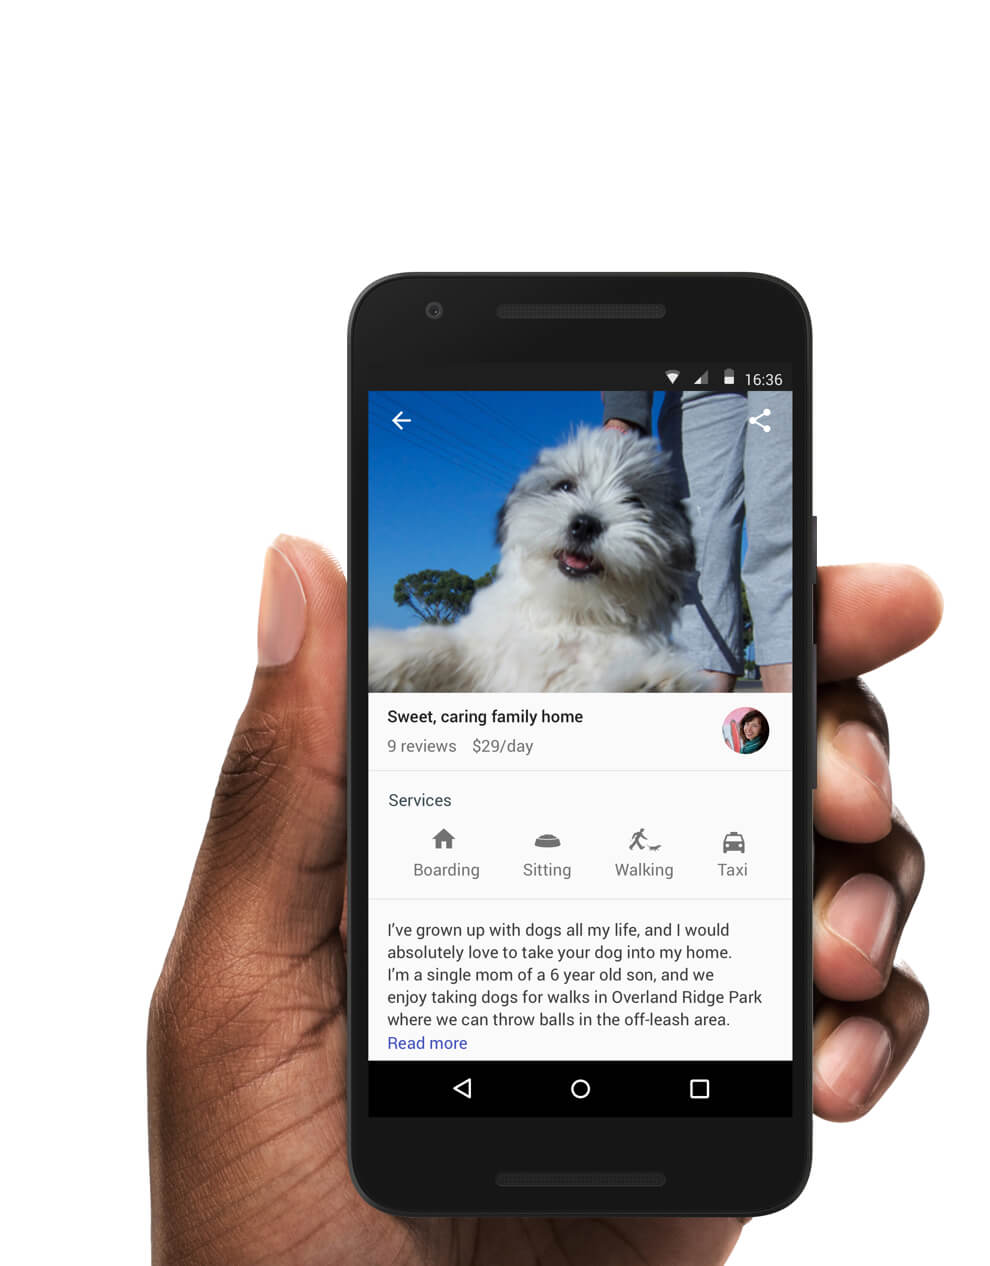 16:36
Sweet, caring family home
9 reviews $29/day
Services
Boarding Sitting Walking Taxi
I've grown up with dogs all my life, and I would
absolutely love to take your dog into my home.
I'm a single mom of a 6 year old son, and we
enjoy taking dogs for walks in Overland Ridge Park
where we can throw balls in the off-leash area.
Read more